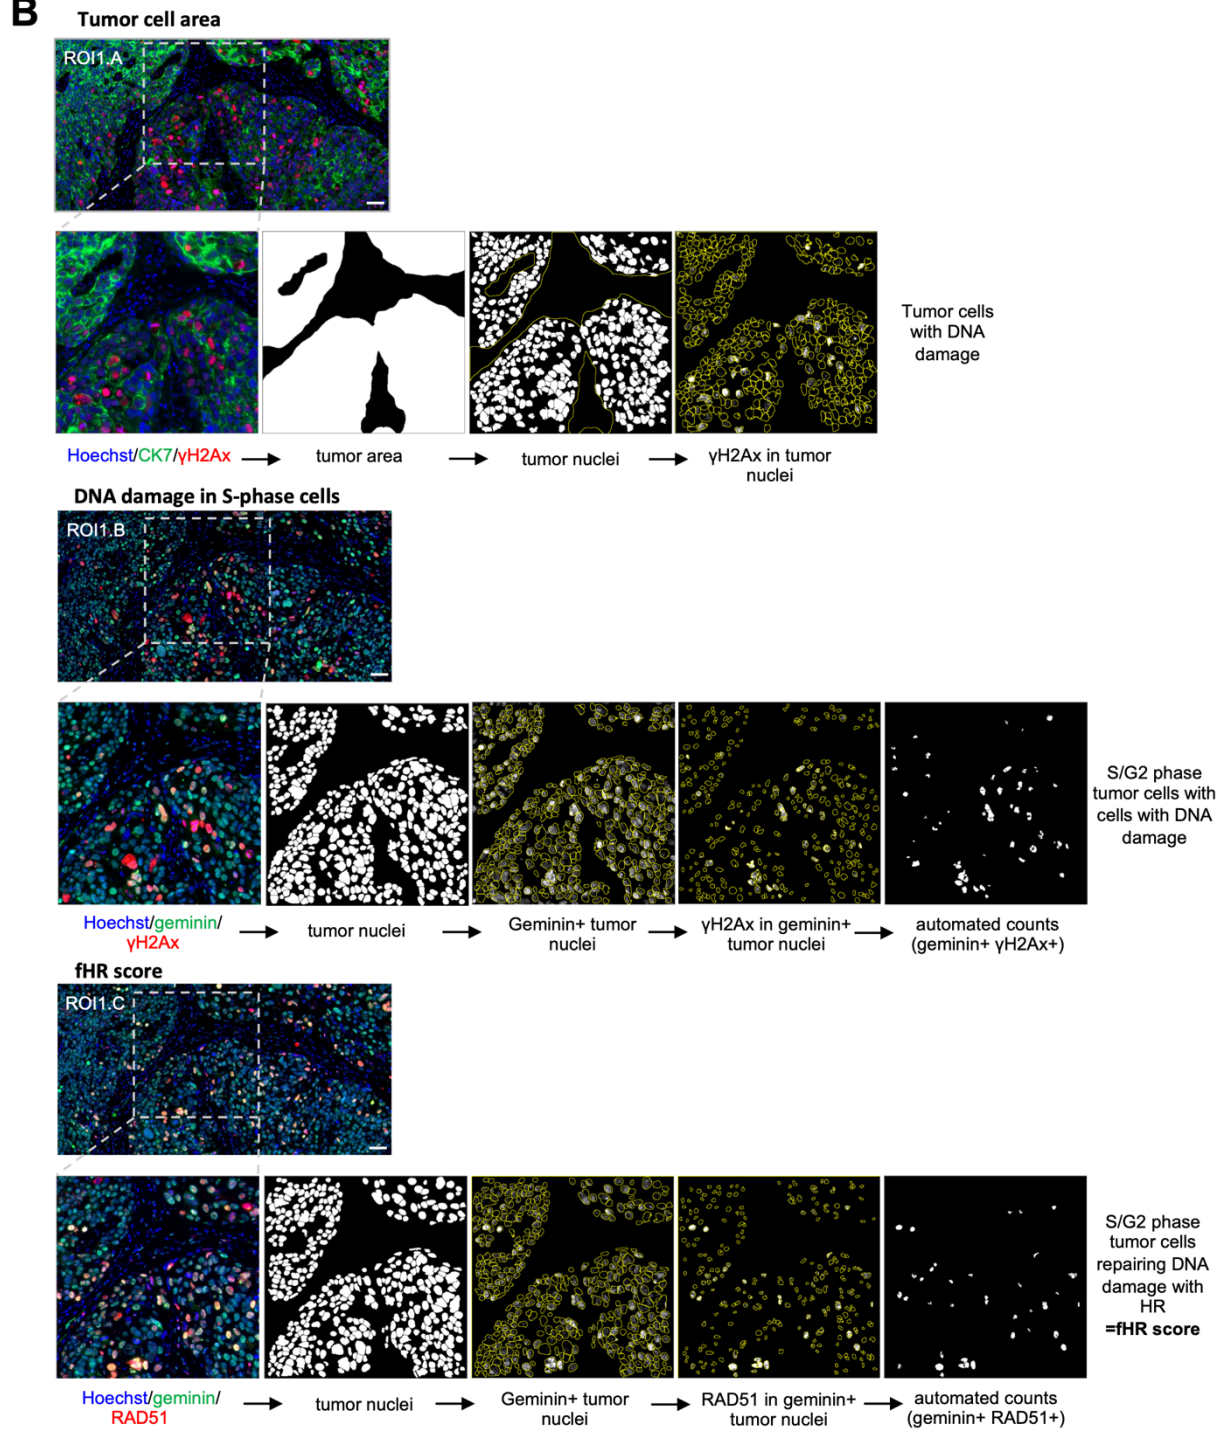 B
Tumor cell area
ROI1.A
Tumor cells
with DNA
damage
Hoechst/CK7/γH2Ax
tumor area
tumor nuclei
γH2Ax in tumor
nuclei
DNA damage in S-phase cells
ROI1.B
S/G2 phase
tumor cells with
cells with DNA
damage
Hoechst/geminin/
γH2Ax
tumor nuclei
Geminin+ tumor
nuclei
γH2Ax in geminin+
tumor nuclei
automated counts
(geminin+ γH2Ax+)
fHR score
ROI1.C
S/G2 phase
tumor cells
repairing DNA
damage with
HR
=fHR score
Hoechst/geminin/
RAD51
tumor nuclei
Geminin+ tumor
nuclei
RAD51 in geminin+
tumor nuclei
automated counts
(geminin+ RAD51+)